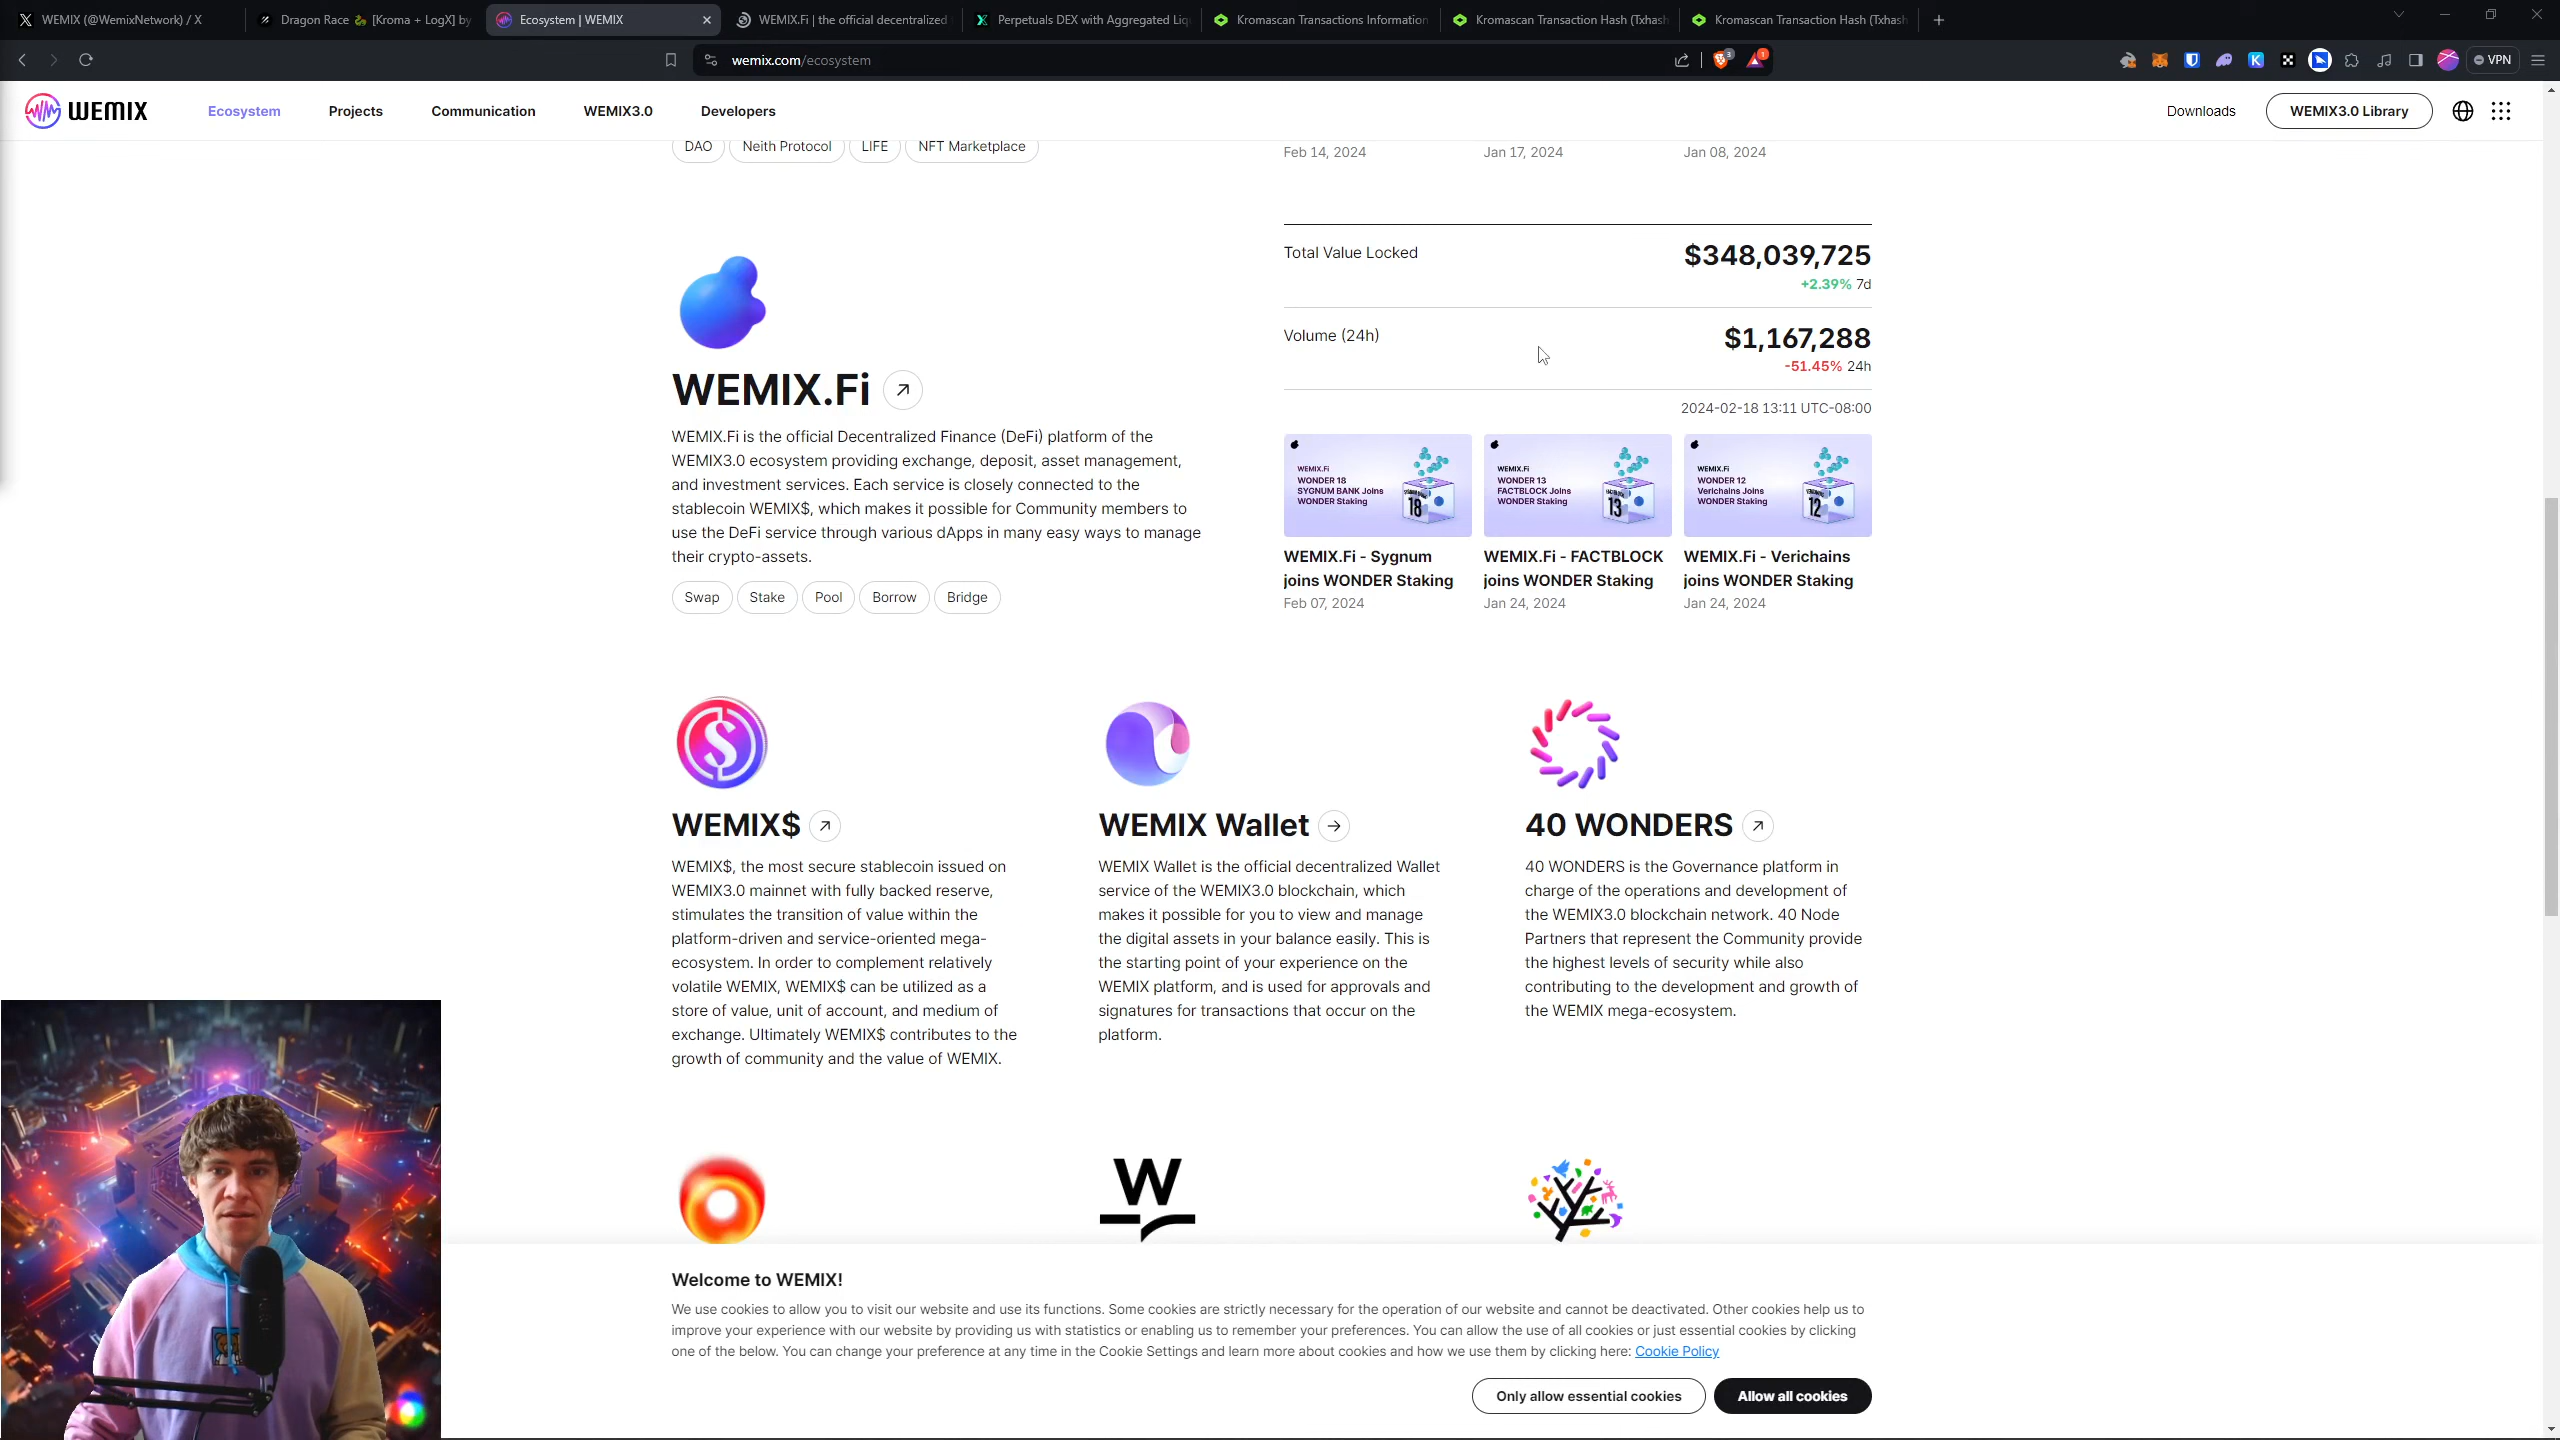 WEMIX (@WemixNetwork) / X
Dragon Race 🐉 [Kroma + LogX] by
Ecosystem | WEMIX
WEMIX.Fi | the official decentralized
Perpetuals DEX with Aggregated Liq
Kromascan Transactions Information
Kromascan Transaction Hash (Txhash
Kromascan Transaction Hash (Txhash
wemix.com/ecosystem
3
1
VPN
WEMIX
Ecosystem
Projects
Communication
WEMIX3.0
Developers
Downloads
WEMIX3.0 Library
DAO
Neith Protocol
LIFE
NFT Marketplace
Feb 14, 2024
Jan 17, 2024
Jan 08, 2024
Total Value Locked
$348,039,725
+2.39% 7d
Volume (24h)
$1,167,288
-51.45% 24h
2024-02-18 13:11 UTC-08:00
WEMIX.Fi
WEMIX.Fi is the official Decentralized Finance (DeFi) platform of the
WEMIX3.0 ecosystem providing exchange, deposit, asset management,
and investment services. Each service is closely connected to the
stablecoin WEMIX$, which makes it possible for Community members to
use the DeFi service through various dApps in many easy ways to manage
their crypto-assets.
Swap
Stake
Pool
Borrow
Bridge
WEMIX.Fi
WONDER 18
SYGNUM BANK Joins
WONDER Staking
18
WEMIX.Fi
WONDER 13
FACTBLOCK Joins
WONDER Staking
13
WEMIX.Fi
WONDER 12
Verichains Joins
WONDER Staking
12
WEMIX.Fi - Sygnum
joins WONDER Staking
Feb 07, 2024
WEMIX.Fi - FACTBLOCK
joins WONDER Staking
Jan 24, 2024
WEMIX.Fi - Verichains
joins WONDER Staking
Jan 24, 2024
WEMIX$
WEMIX$, the most secure stablecoin issued on
WEMIX3.0 mainnet with fully backed reserve,
stimulates the transition of value within the
platform-driven and service-oriented mega-
ecosystem. In order to complement relatively
volatile WEMIX, WEMIX$ can be utilized as a
store of value, unit of account, and medium of
exchange. Ultimately WEMIX$ contributes to the
growth of community and the value of WEMIX.
WEMIX Wallet
WEMIX Wallet is the official decentralized Wallet
service of the WEMIX3.0 blockchain, which
makes it possible for you to view and manage
the digital assets in your balance easily. This is
the starting point of your experience on the
WEMIX platform, and is used for approvals and
signatures for transactions that occur on the
platform.
40 WONDERS
40 WONDERS is the Governance platform in
charge of the operations and development of
the WEMIX3.0 blockchain network. 40 Node
Partners that represent the Community provide
the highest levels of security while also
contributing to the development and growth of
the WEMIX mega-ecosystem.
W
Welcome to WEMIX!
We use cookies to allow you to visit our website and use its functions. Some cookies are strictly necessary for the operation of our website and cannot be deactivated. Other cookies help us to
improve your experience with our website by providing us with statistics or enabling us to remember your preferences. You can allow the use of all cookies or just essential cookies by clicking
one of the below. You can change your preference at any time in the Cookie Settings and learn more about cookies and how we use them by clicking here: Cookie Policy
Only allow essential cookies
Allow all cookies